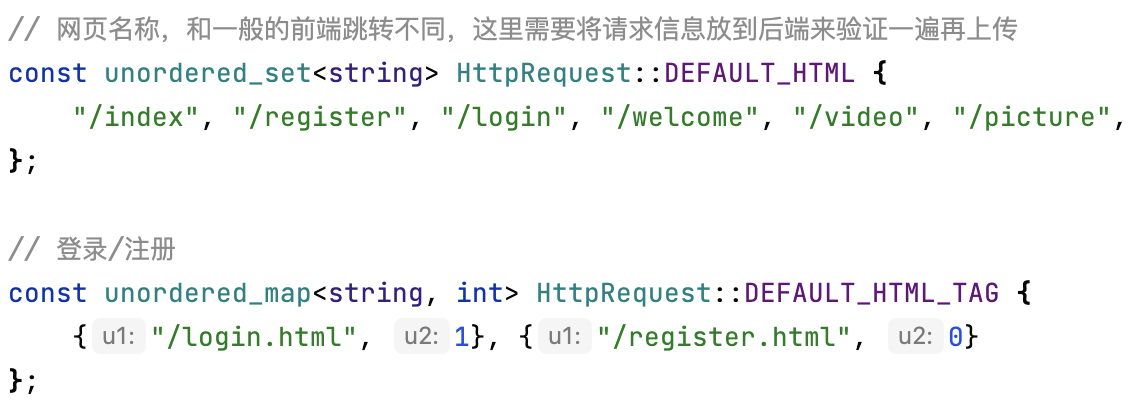 // 网页名称，和一般的前端跳转不同，这里需要将请求信息放到后端来验证一遍再上传
const unordered_set<string> HttpRequest::DEFAULT_HTML {
    "/index", "/register", "/login", "/welcome", "/video", "/picture",
};

// 登录/注册
const unordered_map<string, int> HttpRequest::DEFAULT_HTML_TAG {
    { u1: "/login.html", u2: 1}, { u1: "/register.html", u2: 0}
};